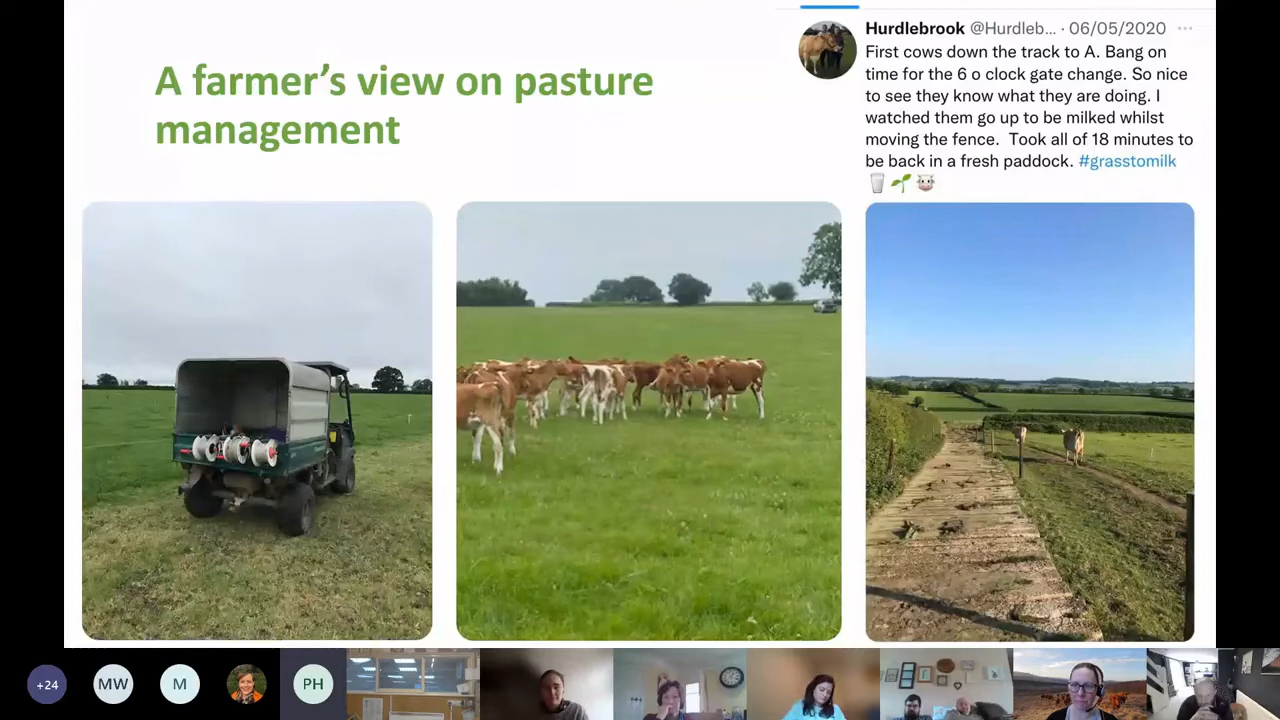 A farmer’s view on pasture
management
Hurdlebrook @Hurdleb... · 06/05/2020 ···
First cows down the track to A. Bang on
time for the 6 o clock gate change. So nice
to see they know what they are doing. I
watched them go up to be milked whilst
moving the fence.  Took all of 18 minutes to
be back in a fresh paddock. #grasstomilk
🥛🌱🐮
+24
MW
M
PH